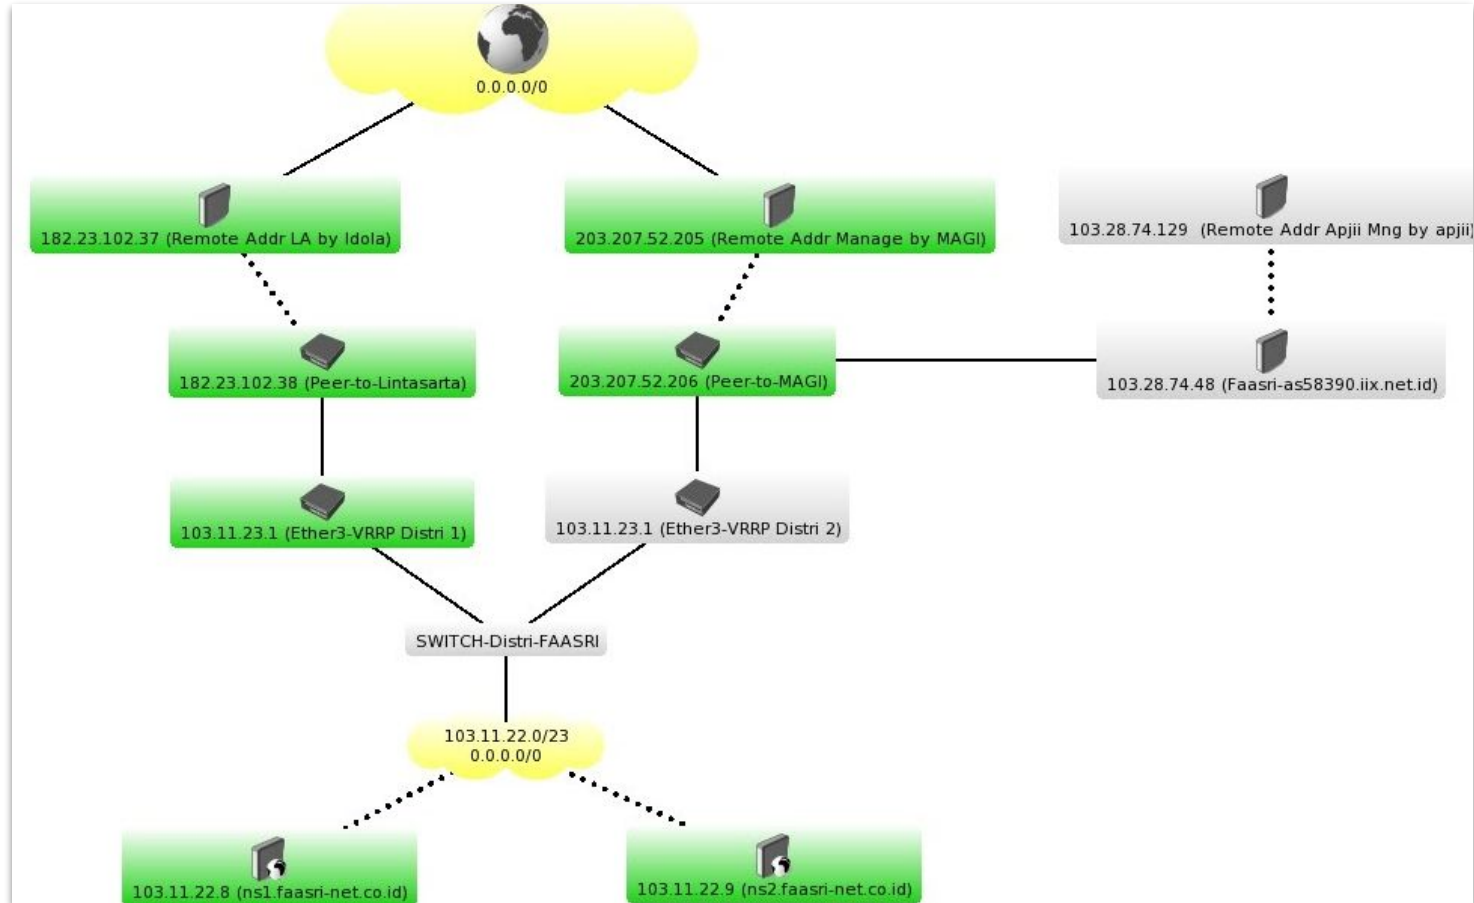 0.0.0.0/0
182.23.102.37 (Remote Addr LA by Idola)
203.207.52.205 (Remote Addr Manage by MAGI)
103.28.74.129 (Remote Addr Apjii Mng by apjii)
182.23.102.38 (Peer-to-Lintasarta)
203.207.52.206 (Peer-to-MAGI)
103.28.74.48 (Faasri-as58390.iix.net.id)
103.11.23.1 (Ether3-VRRP Distri 1)
103.11.23.1 (Ether3-VRRP Distri 2)
SWITCH-Distri-FAASRI
103.11.22.0/23
0.0.0.0/0
103.11.22.8 (ns1.faasri-net.co.id)
103.11.22.9 (ns2.faasri-net.co.id)